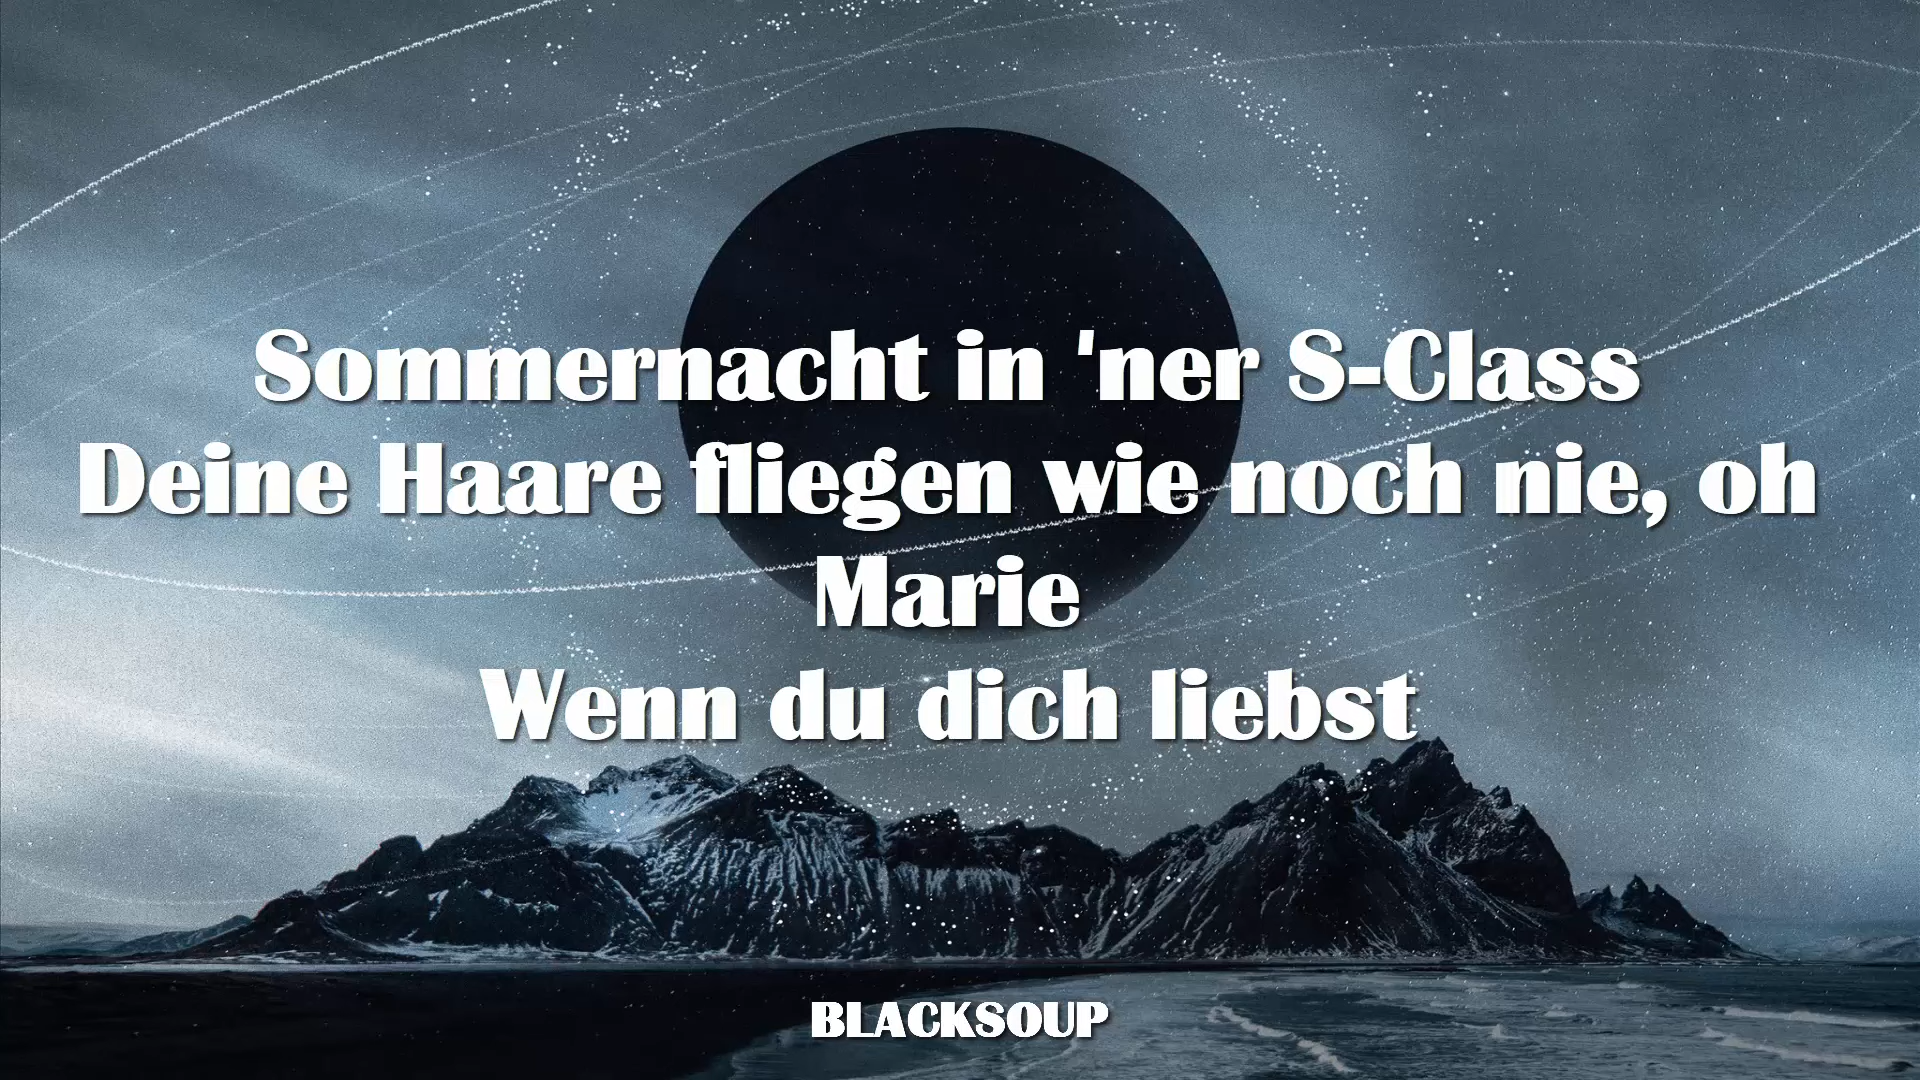 Sommernacht in 'ner S-Class
Deine Haare fliegen wie noch nie, oh
Marie
Wenn du dich liebst
BLACKSOUP